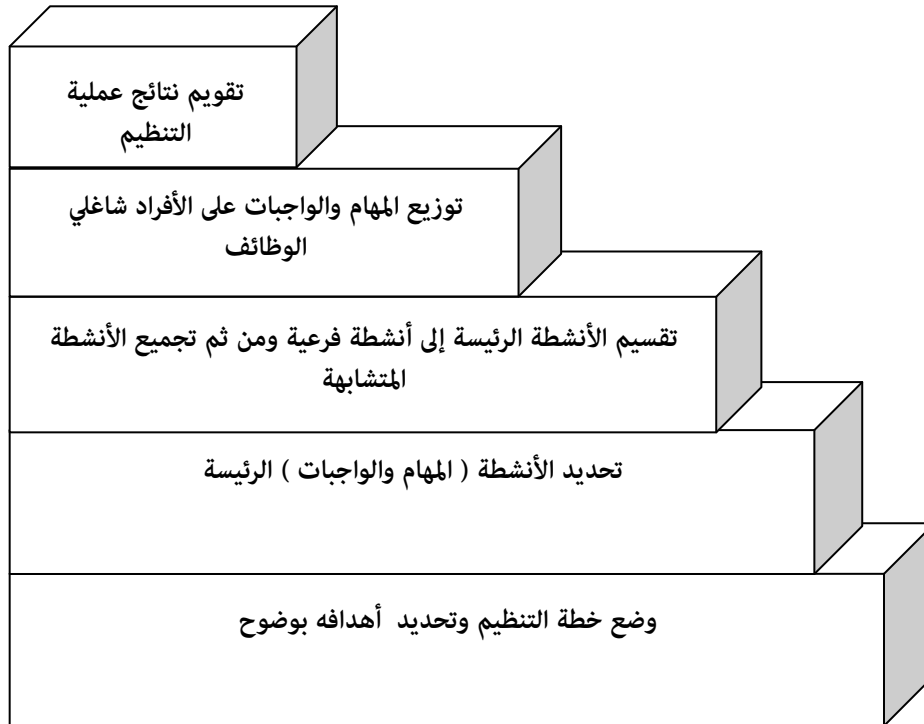 تقويم نتائج عملية
التنظيم
توزيع المهام والواجبات على الأفراد شاغلي
الوظائف
تقسيم الأنشطة الرئيسة إلى أنشطة فرعية ومن ثم تجميع الأنشطة
المتشابهة
تحديد الأنشطة ( المهام والواجبات ) الرئيسة
وضع خطة التنظيم وتحديد أهدافه بوضوح